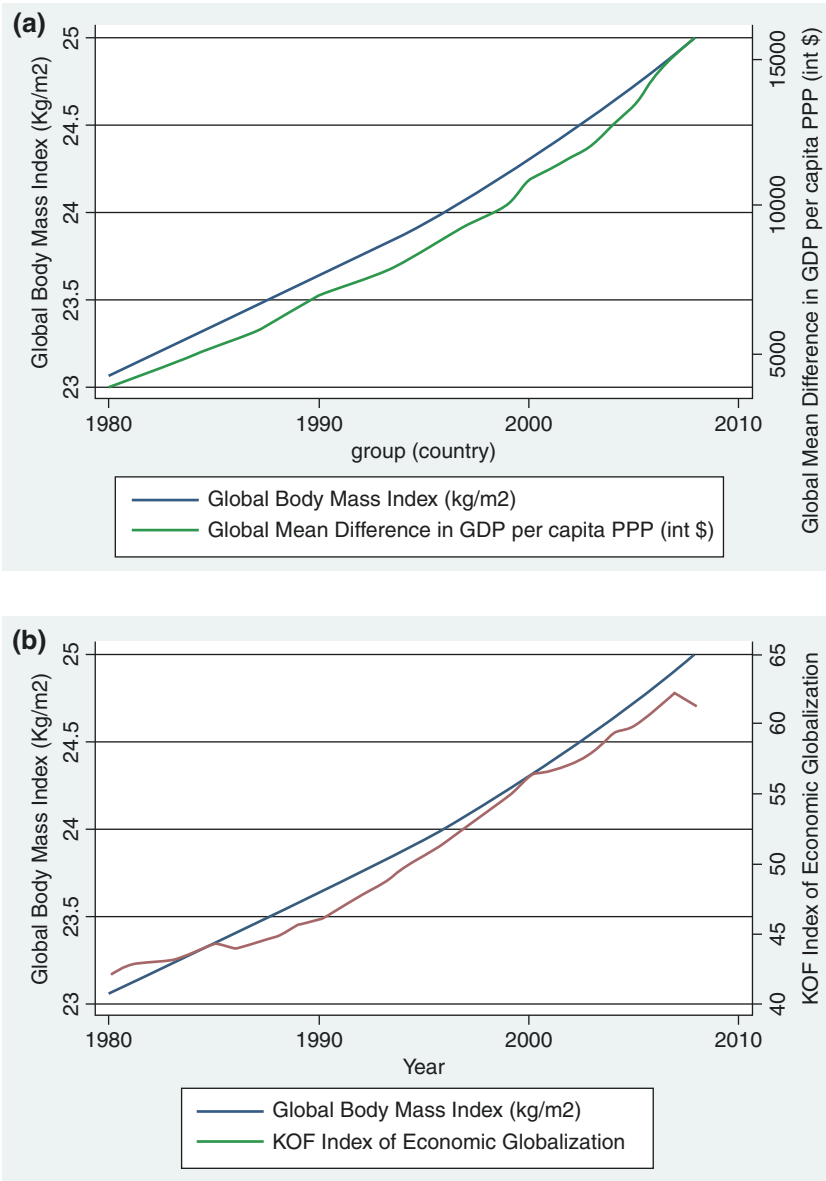 (a)
Global Body Mass Index (Kg/m2)
25
24.5
24
23.5
23
15000
10000
5000
Global Mean Difference in GDP per capita PPP (int $)
1980 1990 2000 2010
group (country)
Global Body Mass Index (kg/m2)
Global Mean Difference in GDP per capita PPP (int $)
(b)
Global Body Mass Index (Kg/m2)
25
24.5
24
23.5
23
65
60
55
50
45
40
KOF Index of Economic Globalization
1980 1990 2000 2010
Year
Global Body Mass Index (kg/m2)
KOF Index of Economic Globalization